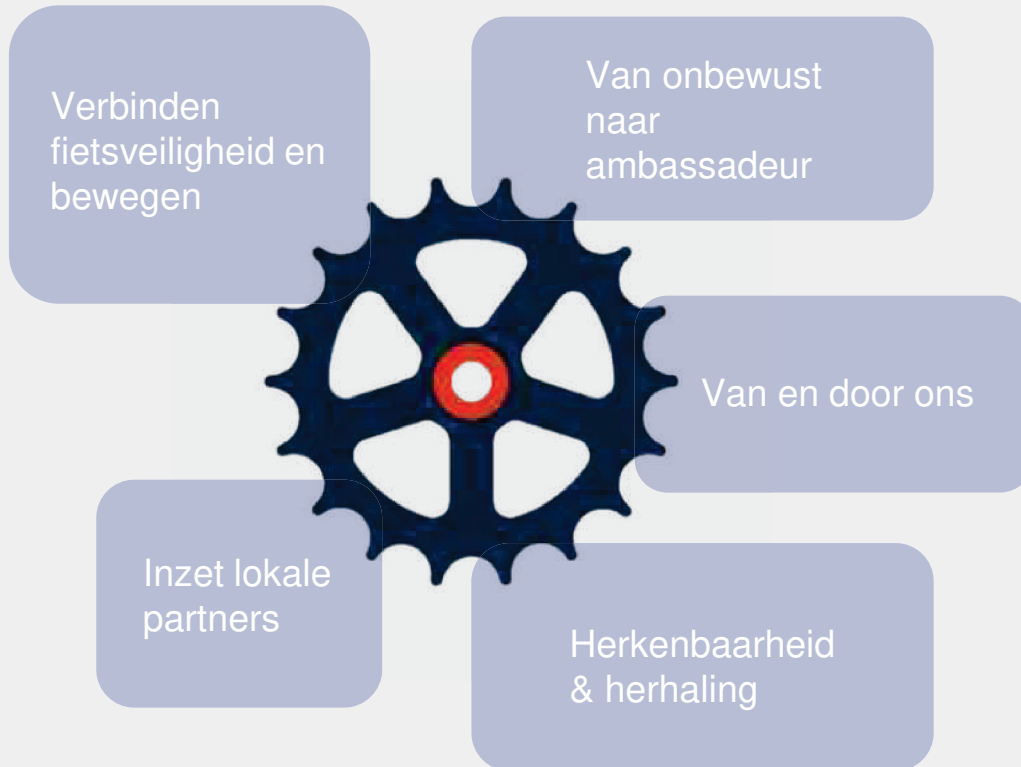 Verbinden
fietsveiligheid en
bewegen
Van onbewust
naar
ambassadeur
Van en door ons
Inzet lokale
partners
Herkenbaarheid
& herhaling